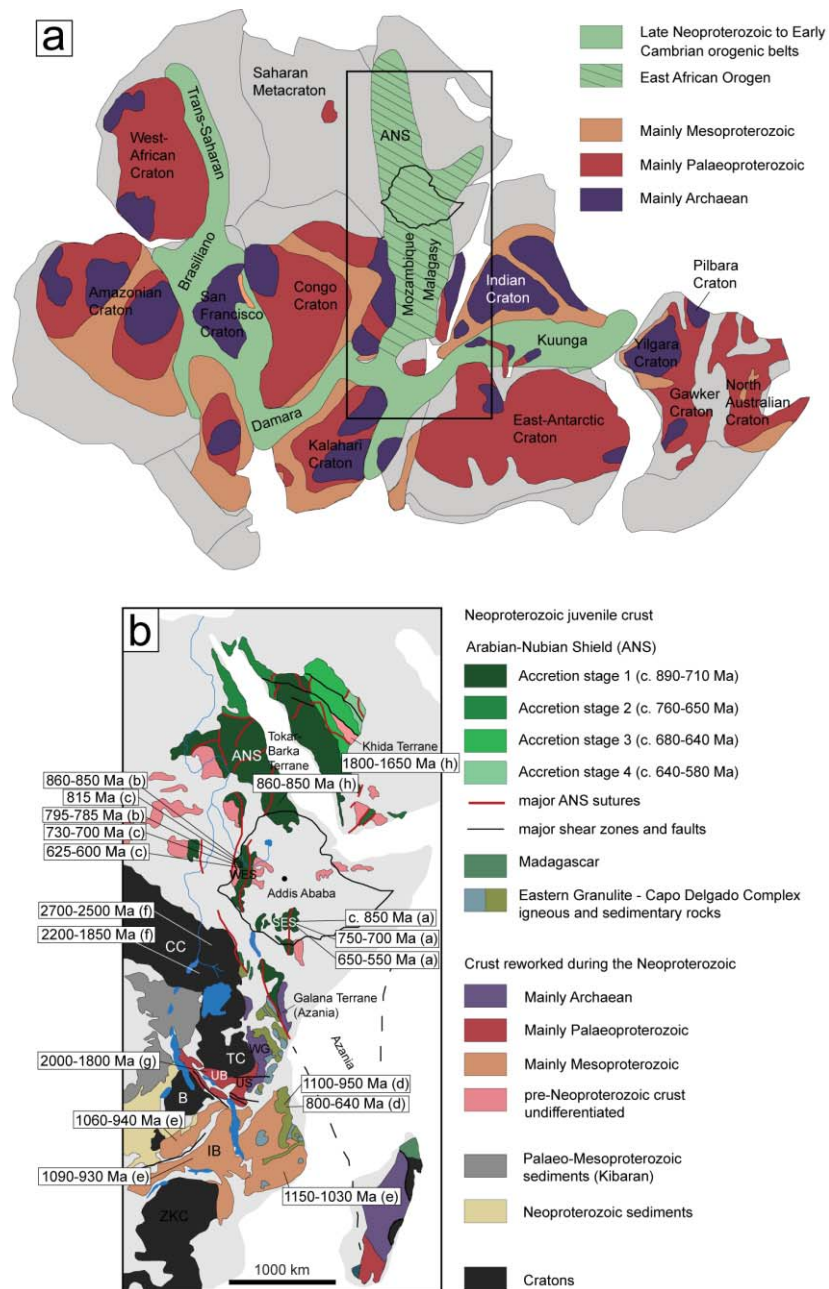 a
Late Neoproterozoic to Early
Cambrian orogenic belts
East African Orogen
Mainly Mesoproterozoic
Mainly Palaeoproterozoic
Mainly Archaean
Saharan
Metacraton
Trans-Saharan
West-
African
Craton
ANS
Brasiliano
Amazonian
Craton
San
Francisco
Craton
Congo
Craton
Mozambique
Malagasy
Indian
Craton
Pilbara
Craton
Kuunga
Yilgara
Craton
Gawker
Craton
North
Australian
Craton
Damara
Kalahari
Craton
East-Antarctic
Craton
b
Neoproterozoic juvenile crust
Arabian-Nubian Shield (ANS)
Accretion stage 1 (c. 890-710 Ma)
Accretion stage 2 (c. 760-650 Ma)
Accretion stage 3 (c. 680-640 Ma)
Accretion stage 4 (c. 640-580 Ma)
major ANS sutures
major shear zones and faults
Madagascar
Eastern Granulite - Capo Delgado Complex
igneous and sedimentary rocks
Crust reworked during the Neoproterozoic
Mainly Archaean
Mainly Palaeoproterozoic
Mainly Mesoproterozoic
pre-Neoproterozoic crust
undifferentiated
Palaeo-Mesoproterozoic
sediments (Kibaran)
Neoproterozoic sediments
Cratons
ANS
Tokar-
Barka
Terrane
Khida Terrane
1800-1650 Ma (h)
860-850 Ma (h)
860-850 Ma (b)
815 Ma (c)
795-785 Ma (b)
730-700 Ma (c)
625-600 Ma (c)
WES
Addis Ababa
SES
c. 850 Ma (a)
750-700 Ma (a)
650-550 Ma (a)
2700-2500 Ma (f)
2200-1850 Ma (f)
CC
Galana Terrane
(Azania)
Azania
TC
WG
2000-1800 Ma (g)
UB
US
1100-950 Ma (d)
800-640 Ma (d)
B
1060-940 Ma (e)
IB
1090-930 Ma (e)
1150-1030 Ma (e)
ZKC
1000 km